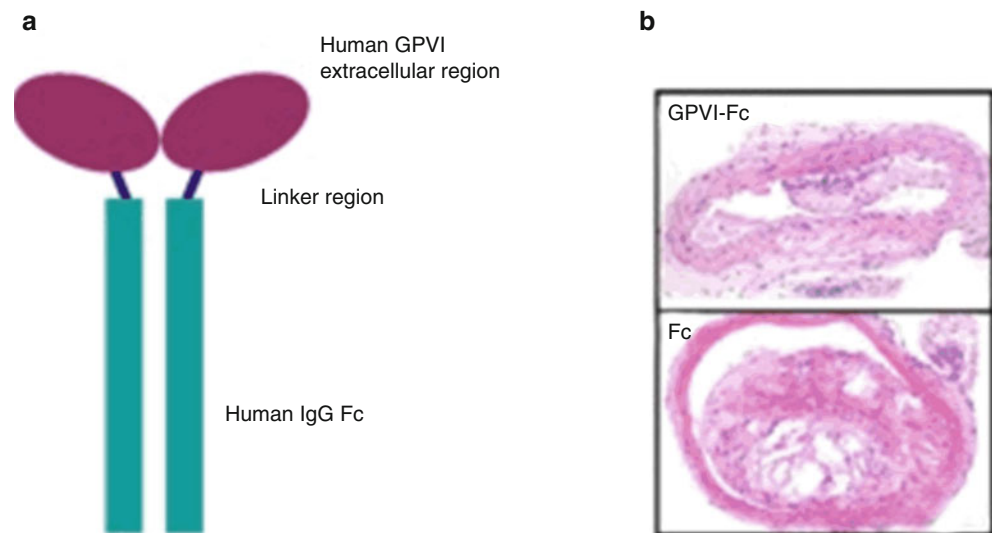 a
Human GPVI
extracellular region
Linker region
Human IgG Fc
b
GPVI-Fc
Fc